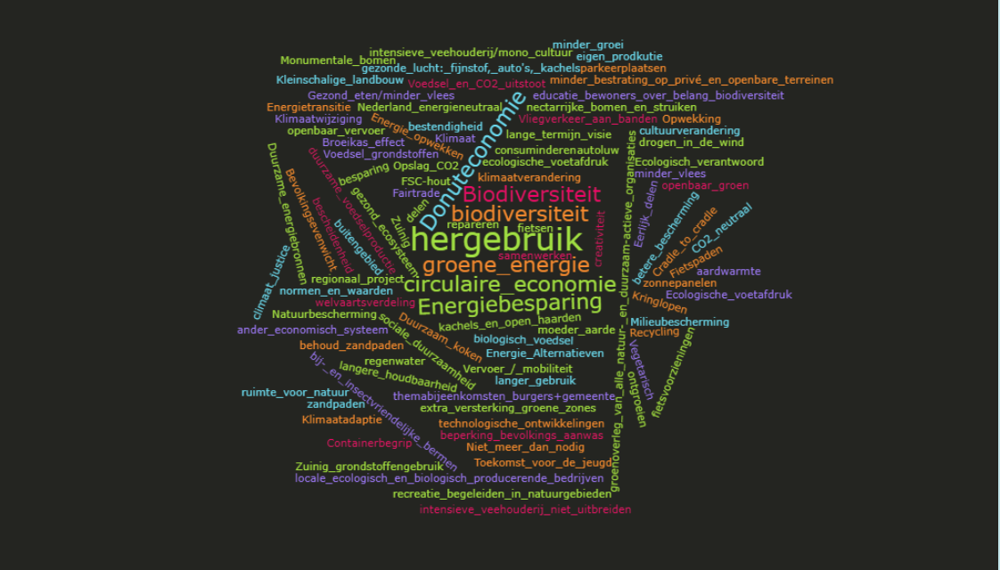 minder_groei
intensieve_veehouderij/mono_cultuur
eigen_prodkutie
Monumentale_bomen
gezonde_lucht:_fijnstof,_auto's,_kachels
parkeerplaatsen
Kleinschalige_landbouw
Voedsel_en_CO2_uitstoot
minder_bestrating_op_privé_en_openbare_terreinen
Gezond_eten/minder_vlees
educatie_bewoners_over_belang_biodiversiteit
Energietransitie
Nederland_energieneutraal
nectarrijke_bomen_en_struiken
Klimaatwijziging
Energie_opwekken
bestendigheid
Donuteconomie
Vliegverkeer_aan_banden
Opwekking
openbaar_vervoer
Klimaat
lange_termijn_visie
cultuurverandering
Broeikas_effect
drogen_in_de_wind
Voedsel_grondstoffen
consuminderen
autoluw
besparing
Opslag_CO2
ecologische_voetafdruk
Ecologisch_verantwoord
FSC-hout
klimaatverandering
minder_vlees
Fairtrade
Biodiversiteit
openbaar_groen
Duurzame_energiebronnen
Bevolkingsevenwicht
duurzame_voedselproductie
bescheidenheid
buitengebied
gezond_ecosysteem
Zuinig
delen
biodiversiteit
repareren
fietsen
creativiteit
groenoverleg_van_alle_natuur-_en_duurzaam-actieve_organisaties
Eerlijk_delen
betere_bescherming
Cradle_to_cradle
CO2_neutraal
hergebruik
samenwerken
Fietspaden
groene_energie
aardwarmte
climaat_justice
regionaal_project
circulaire_economie
zonnepanelen
normen_en_waarden
Kringlopen
Ecologische_voetafdruk
welvaartsverdeling
Energiebesparing
Natuurbescherming
sociale_duurzaamheid
Duurzaam_koken
kachels_en_open_haarden
Milieubescherming
ander_economisch_systeem
moeder_aarde
Recycling
behoud_zandpaden
biologisch_voedsel
Vegetarisch
fietsvoorzieningen
Energie_Alternatieven
bij-_en_insectvriendelijke_bermen
regenwater
langere_houdbaarheid
Vervoer_/_mobiliteit
ontgroeien
langer_gebruik
ruimte_voor_natuur
themabijeenkomsten_burgers+gemeente
zandpaden
extra_versterking_groene_zones
Klimaatadaptie
technologische_ontwikkelingen
beperking_bevolkings_aanwas
Containerbegrip
Niet_meer_dan_nodig
Zuinig_grondstoffengebruik
Toekomst_voor_de_jeugd
locale_ecologisch_en_biologisch_producerende_bedrijven
recreatie_begeleiden_in_natuurgebieden
intensieve_veehouderij_niet_uitbreiden